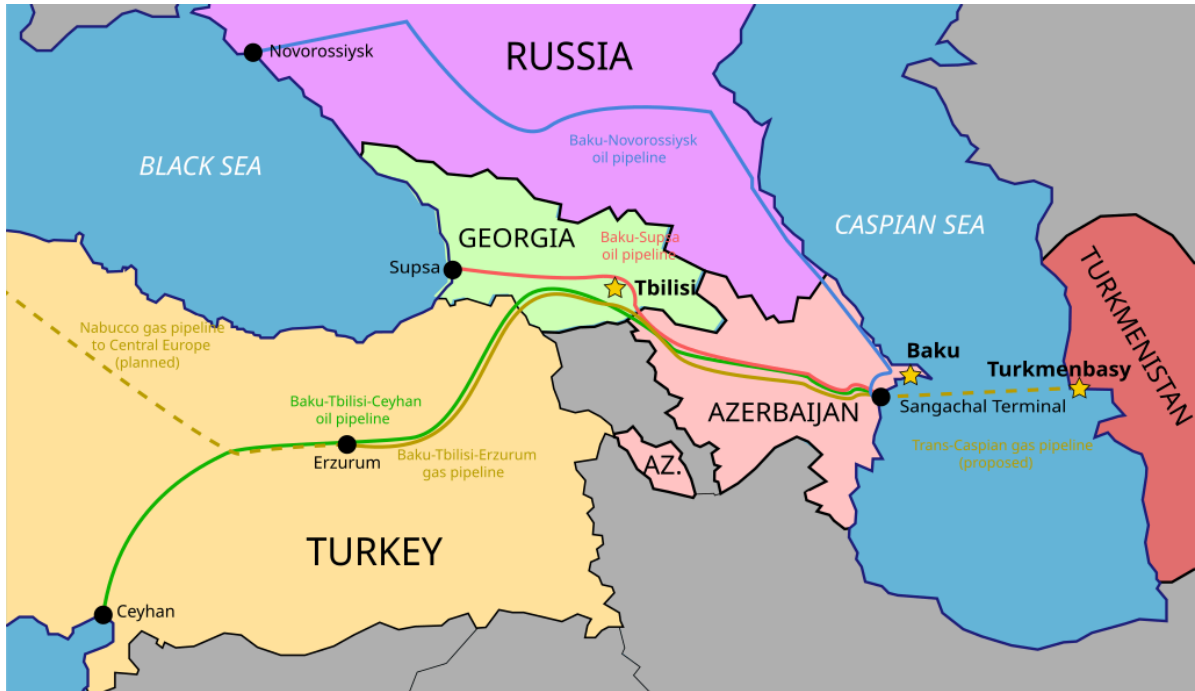 Novorossiysk
RUSSIA
Baku-Novorossiysk
oil pipeline
BLACK SEA
CASPIAN SEA
GEORGIA
Baku-Supsa
oil pipeline
Supsa
Tbilisi
TURKMENISTAN
Nabucco gas pipeline
to Central Europe
(planned)
Baku
Turkmenbasy
Baku-Tbilisi-Ceyhan
oil pipeline
AZERBAIJAN
Sangachal Terminal
Erzurum
Baku-Tbilisi-Erzurum
gas pipeline
AZ.
Trans-Caspian gas pipeline
(proposed)
TURKEY
Ceyhan